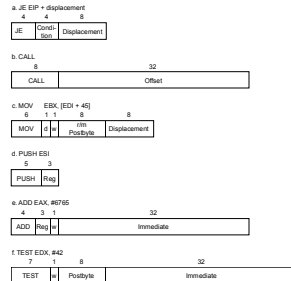 a. JE EIP + displacement
4 4 8
JE Condi- tion Displacement
b. CALL
8 32
CALL Offset
c. MOV EBX, [EDI + 45]
6 1 1 8 8
MOV d w r/m Postbyte Displacement
d. PUSH ESI
5 3
PUSH Reg
e. ADD EAX, #6765
4 3 1 32
ADD Reg w Immediate
f. TEST EDX, #42
7 1 8 32
TEST w Postbyte Immediate